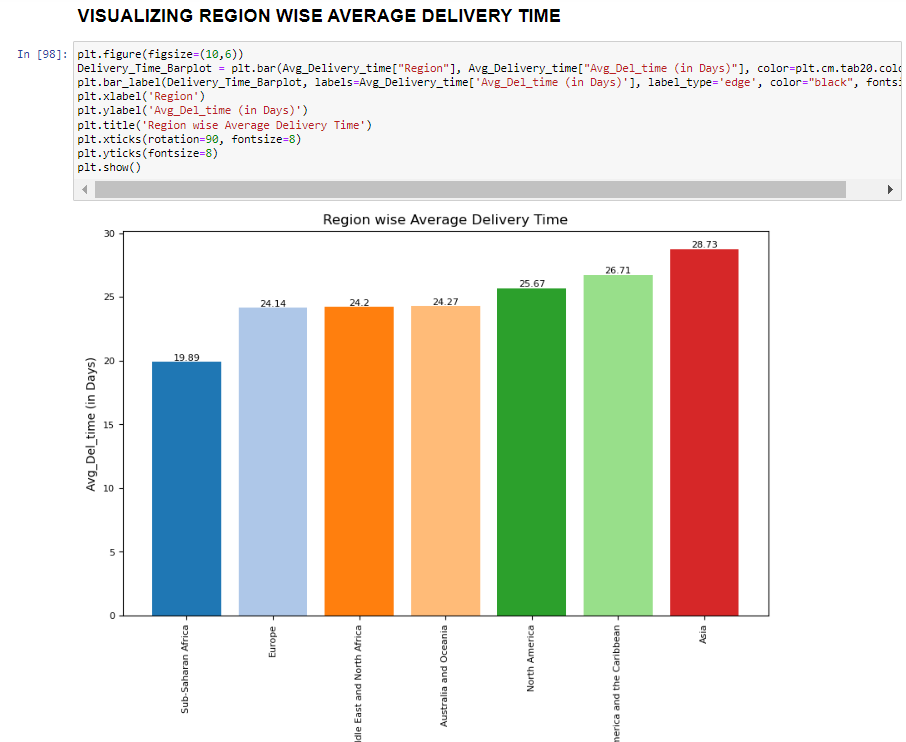 VISUALIZING REGION WISE AVERAGE DELIVERY TIME
In [98]:
plt.figure(figsize=(10,6))
Delivery_Time_Barplot = plt.bar(Avg_Delivery_time["Region"], Avg_Delivery_time["Avg_Del_time (in Days)"], color=plt.cm.tab20.colo
plt.bar_label(Delivery_Time_Barplot, labels=Avg_Delivery_time['Avg_Del_time (in Days)'], label_type='edge', color="black", fontsi
plt.xlabel('Region')
plt.ylabel('Avg_Del_time (in Days)')
plt.title('Region wise Average Delivery Time')
plt.xticks(rotation=90, fontsize=8)
plt.yticks(fontsize=8)
plt.show()
Region wise Average Delivery Time
Avg_Del_time (in Days)
30
25
20
15
10
5
0
19.89
24.14
24.2
24.27
25.67
26.71
28.73
Sub-Saharan Africa
Europe
ddle East and North Africa
Australia and Oceania
North America
merica and the Caribbean
Asia